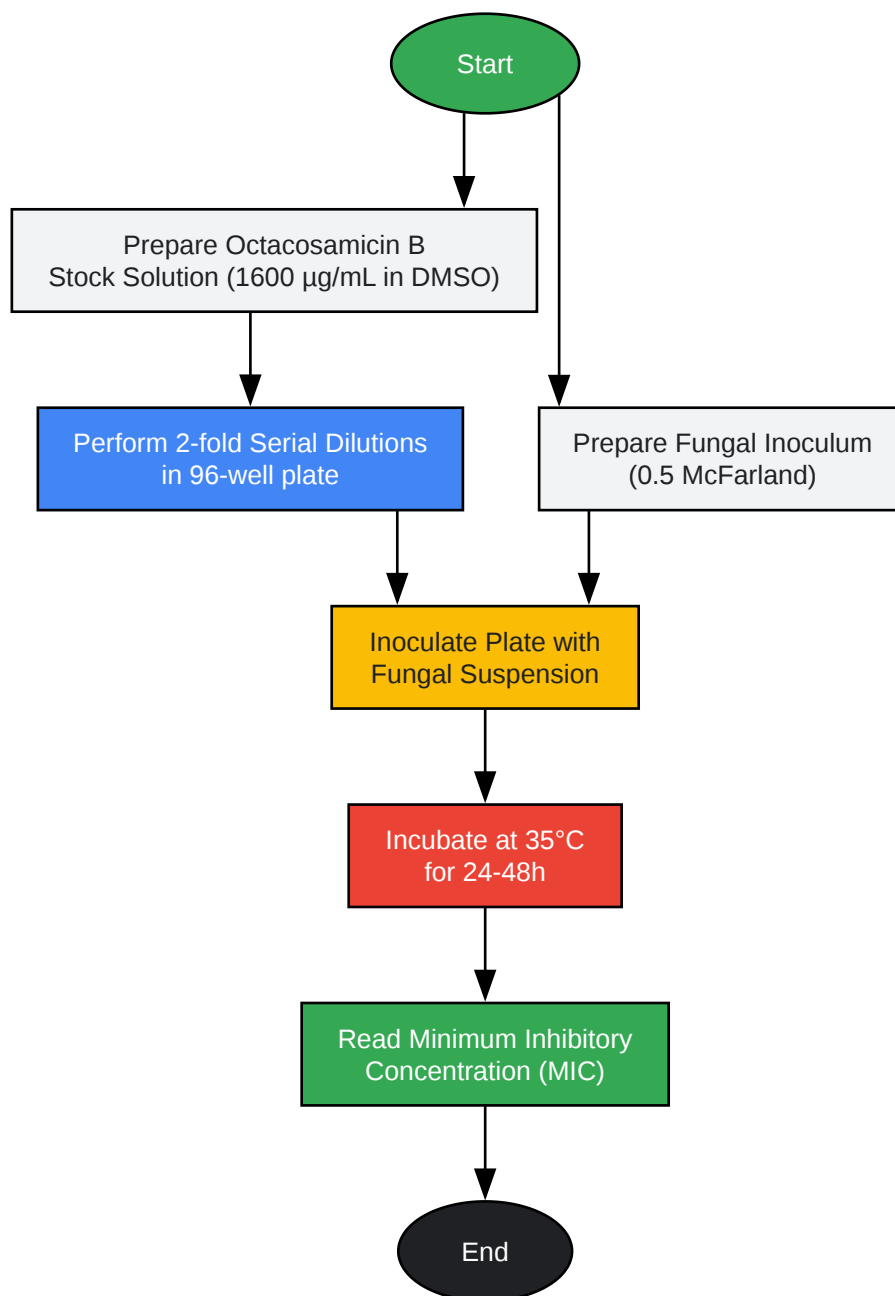 Start
Prepare Octacosamicin B
Stock Solution (1600 µg/mL in DMSO)
Perform 2-fold Serial Dilutions
in 96-well plate
Prepare Fungal Inoculum
(0.5 McFarland)
Inoculate Plate with
Fungal Suspension
Incubate at 35°C
for 24-48h
Read Minimum Inhibitory
Concentration (MIC)
End